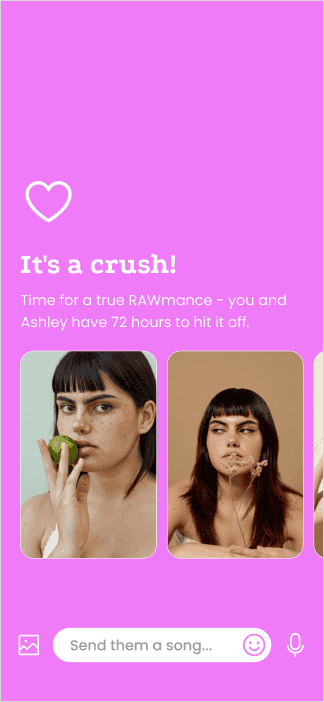 It's a crush!
Time for a true RAWmance - you and
Ashley have 72 hours to hit it off.
Send them a song...